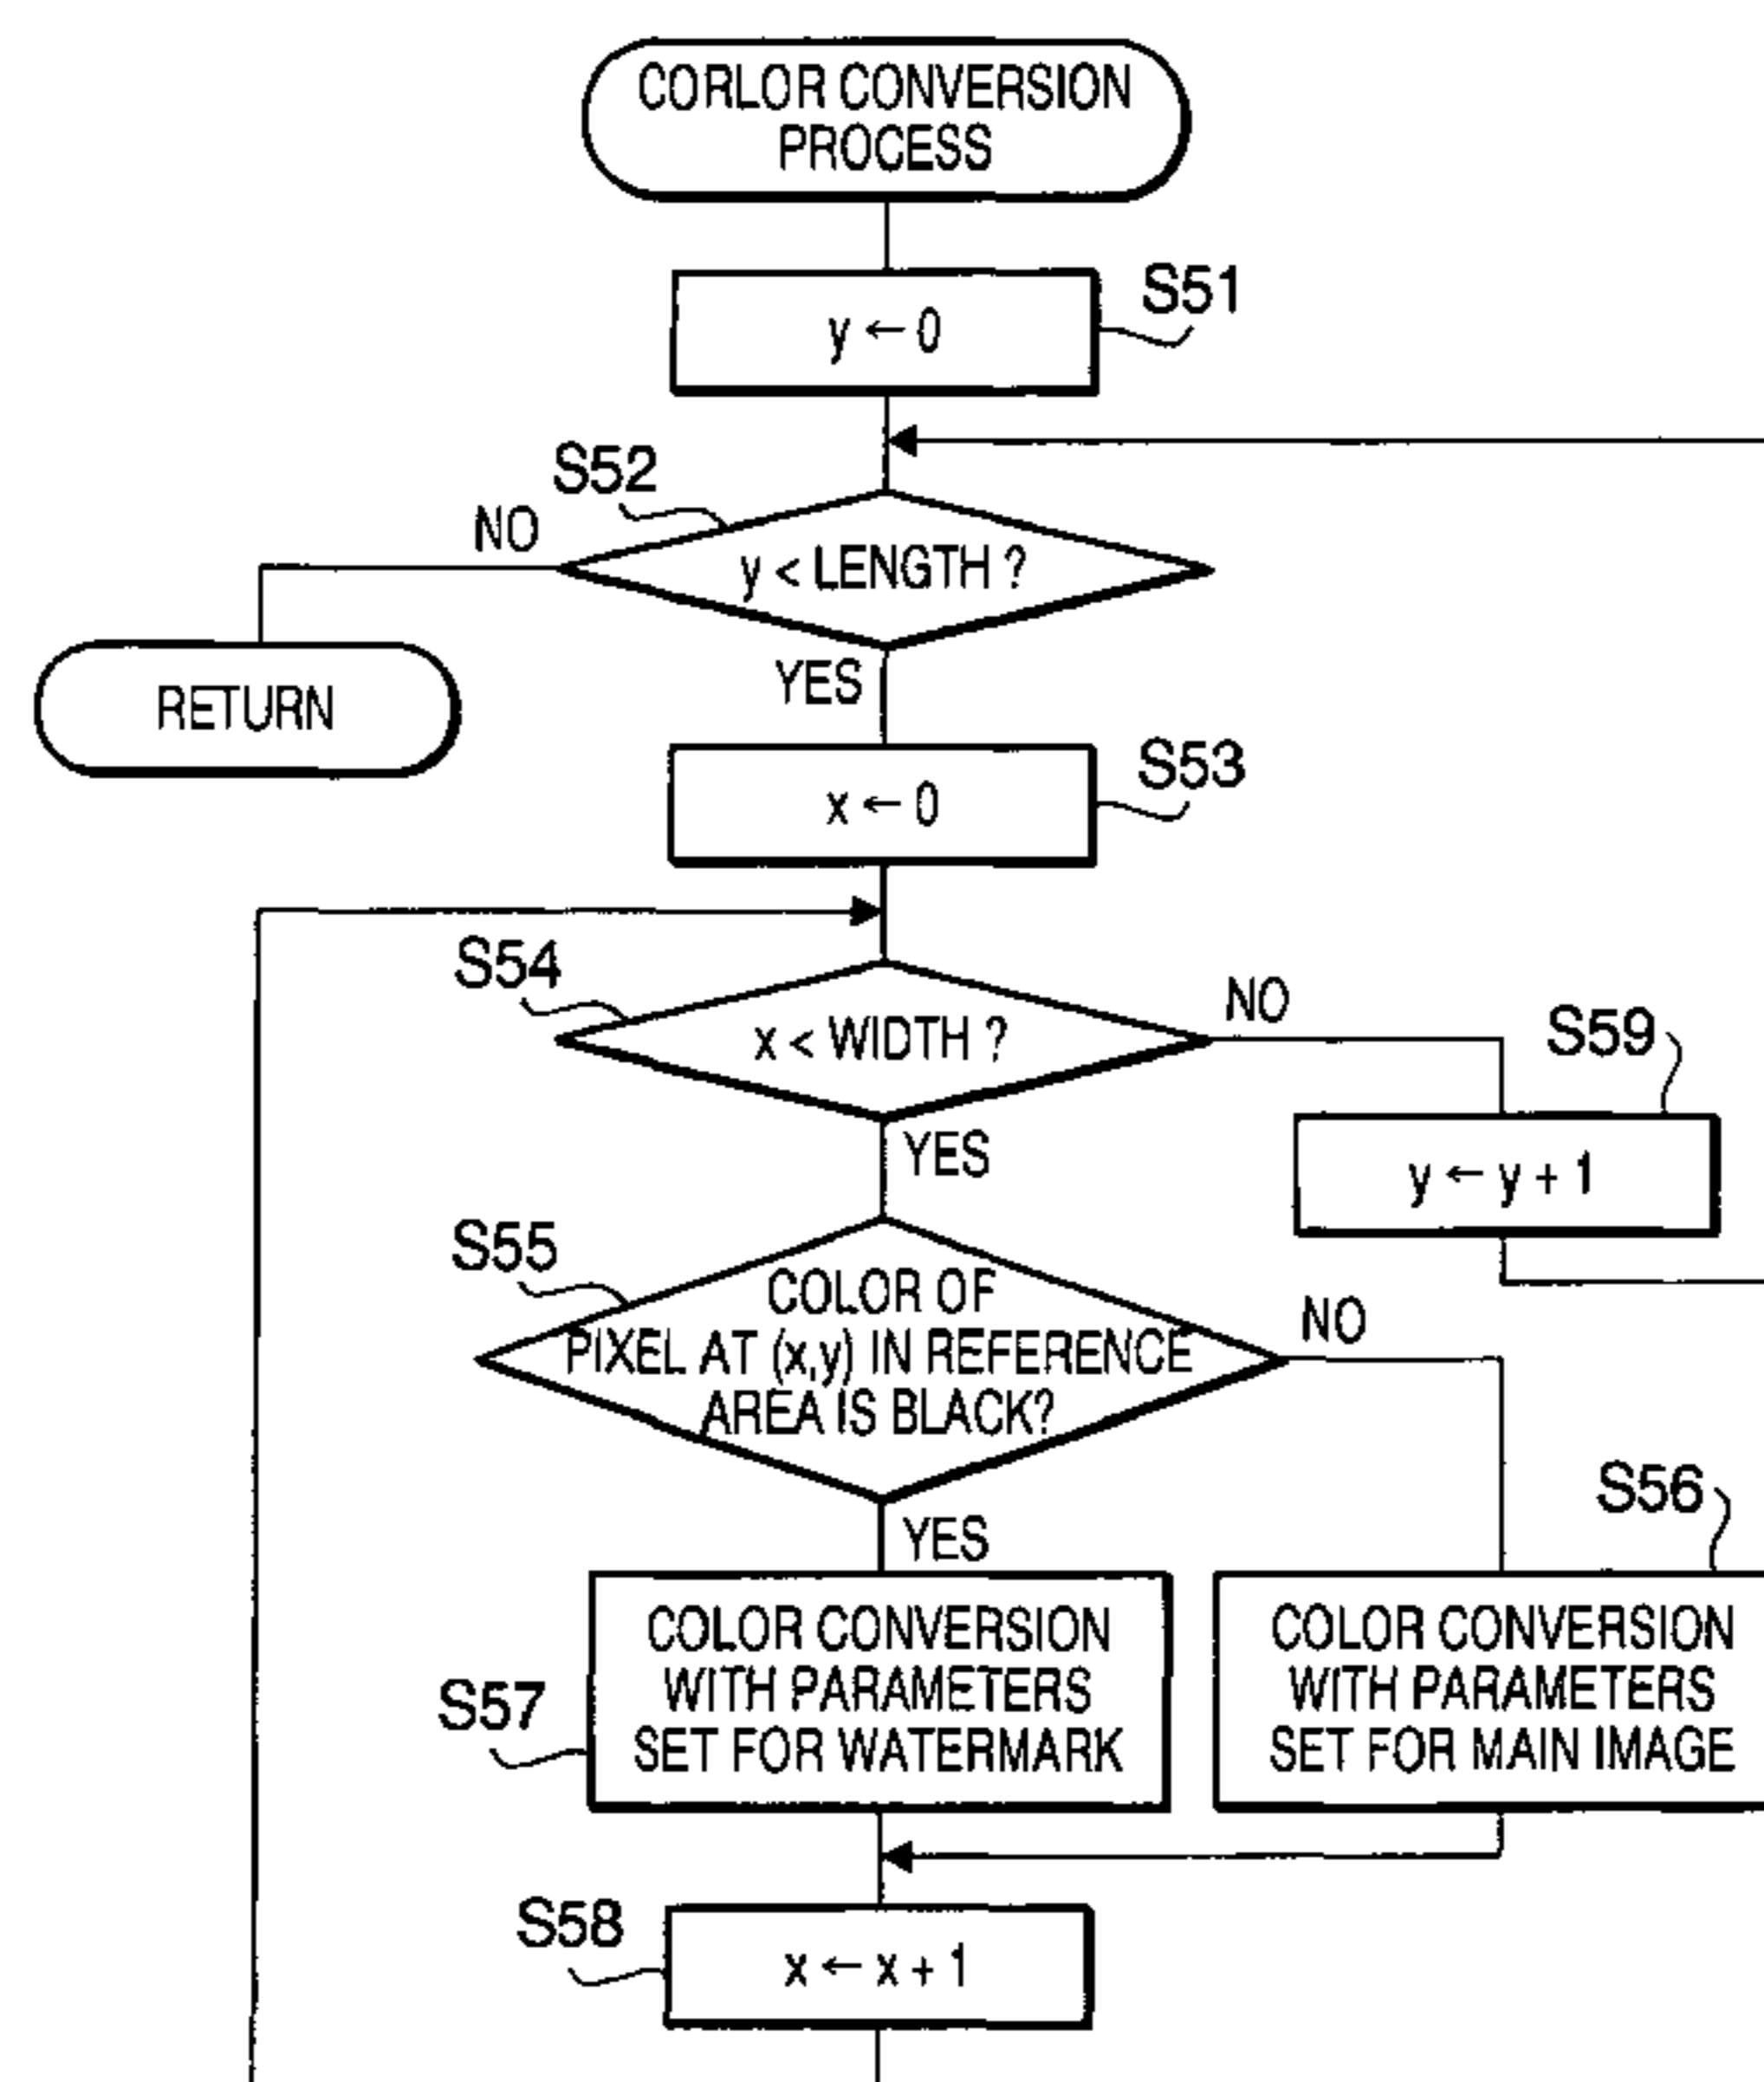 CORLOR CONVERSION
PROCESS
S51
y ← 0
S52
NO
y < LENGTH ?
YES
RETURN
S53
x ← 0
S54
NO
x < WIDTH ?
S59
YES
y ← y + 1
S55
COLOR OF
PIXEL AT (x,y) IN REFERENCE
AREA IS BLACK?
NO
YES
S56
COLOR CONVERSION
WITH PARAMETERS
SET FOR WATERMARK
S57
COLOR CONVERSION
WITH PARAMETERS
SET FOR MAIN IMAGE
S58
x ← x + 1